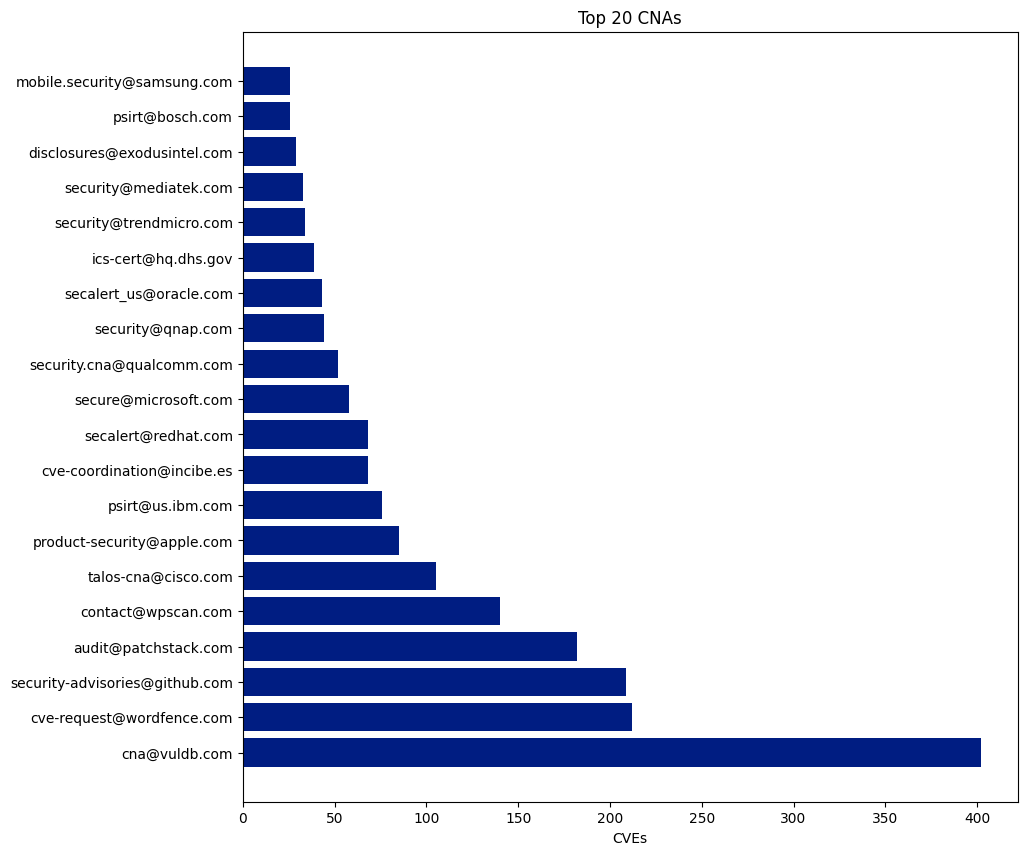 Top 20 CNAs
mobile.security@samsung.com
psirt@bosch.com
disclosures@exodusintel.com
security@mediatek.com
security@trendmicro.com
ics-cert@hq.dhs.gov
secalert_us@oracle.com
security@qnap.com
security.cna@qualcomm.com
secure@microsoft.com
secalert@redhat.com
cve-coordination@incibe.es
psirt@us.ibm.com
product-security@apple.com
talos-cna@cisco.com
contact@wpscan.com
audit@patchstack.com
security-advisories@github.com
cve-request@wordfence.com
cna@vuldb.com
0 50 100 150 200 250 300 350 400
CVEs